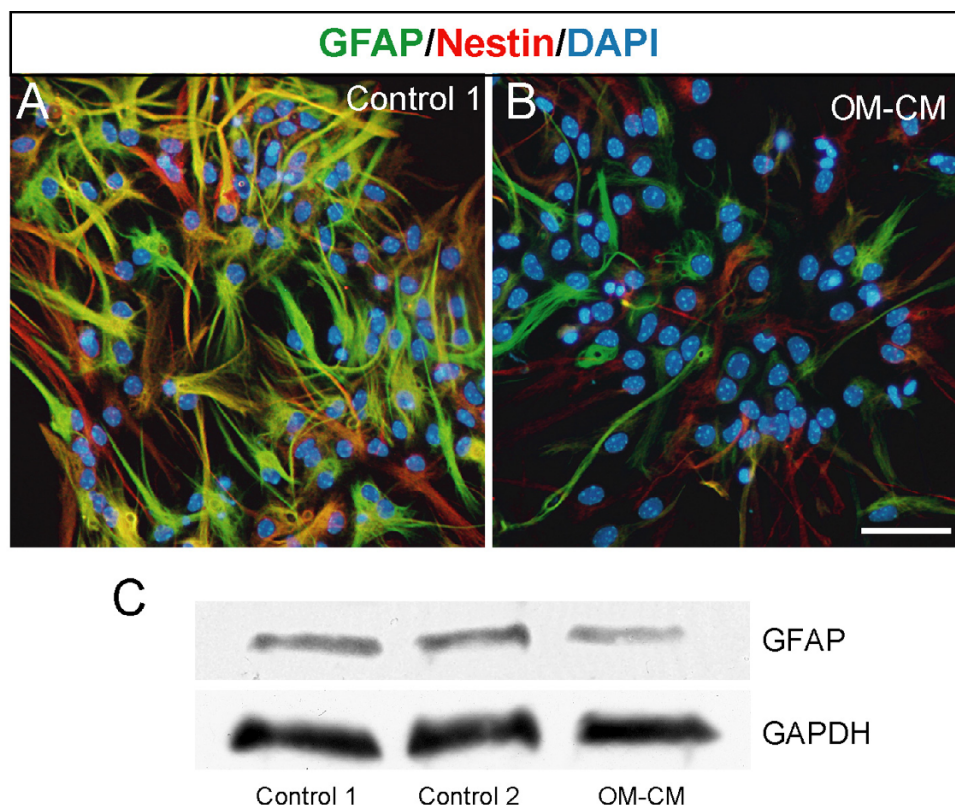 GFAP/Nestin/DAPI
A Control 1
B OM-CM
C
GFAP
GAPDH
Control 1 Control 2 OM-CM